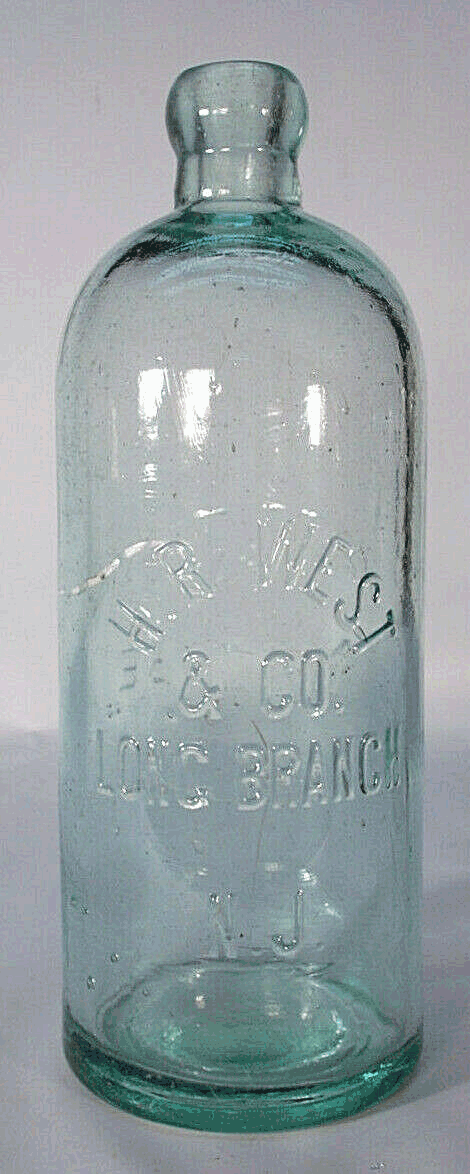 H. R. WEST
& CO.
LONG BRANCH
N J